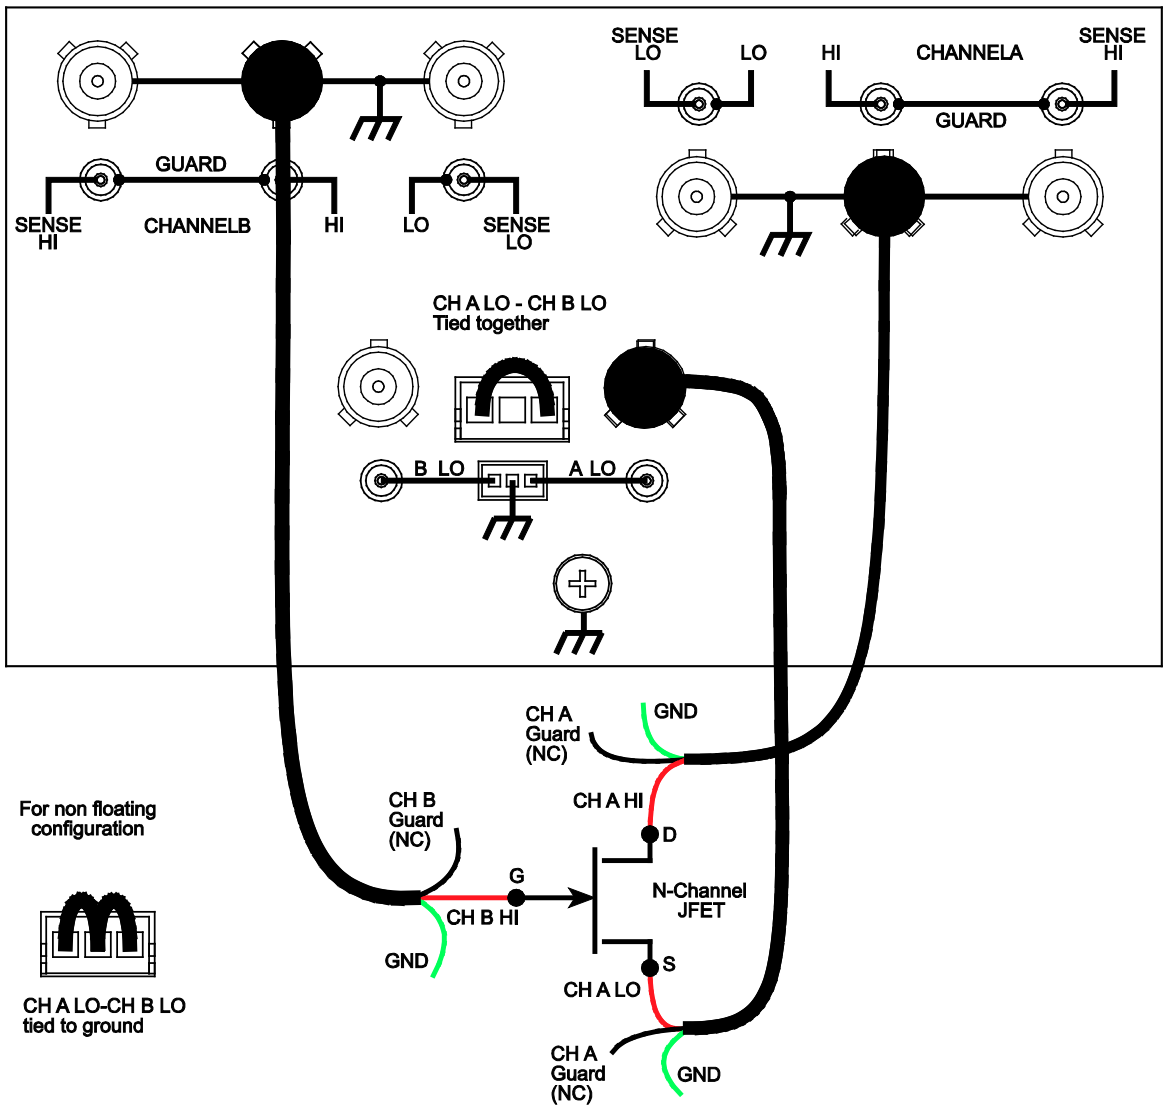 SENSE
LO
LO
HI
CHANNELA
SENSE
HI
GUARD
GUARD
SENSE
HI
CHANNELB
HI
LO
SENSE
LO
CH A LO - CH B LO
Tied together
B LO
A LO
CH A
Guard
(NC)
GND
CH A HI
D
For non floating
configuration
CH B
Guard
(NC)
G
CH B HI
GND
N-Channel
JFET
S
CH A LO
CH A LO-CH B LO
tied to ground
CH A
Guard
(NC)
GND